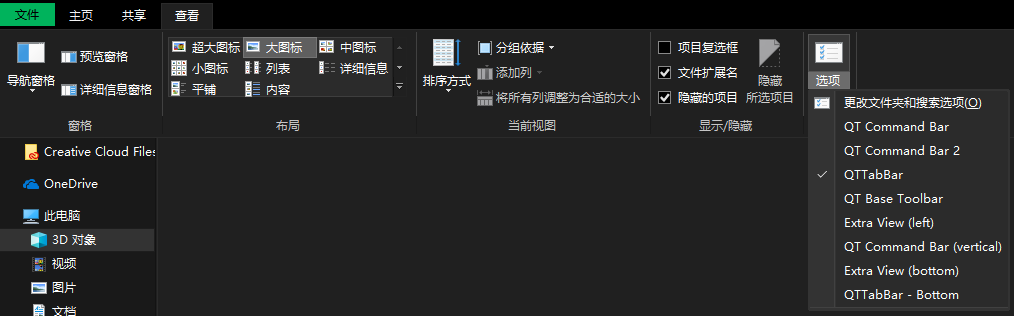 文件 主页 共享 查看
导航窗格
预览窗格
详细信息窗格
窗格
超大图标 大图标 中图标
小图标 列表 详细信息
平铺 内容
布局
排序方式
分组依据
添加列
将所有列调整为合适的大小
当前视图
项目复选框
文件扩展名
隐藏的项目
隐藏
所选项目
显示/隐藏
选项
更改文件夹和搜索选项(O)
QT Command Bar
QT Command Bar 2
QTTabBar
QT Base Toolbar
Extra View (left)
QT Command Bar (vertical)
Extra View (bottom)
QTTabBar - Bottom
Creative Cloud Files
OneDrive
此电脑
3D 对象
视频
图片
文档